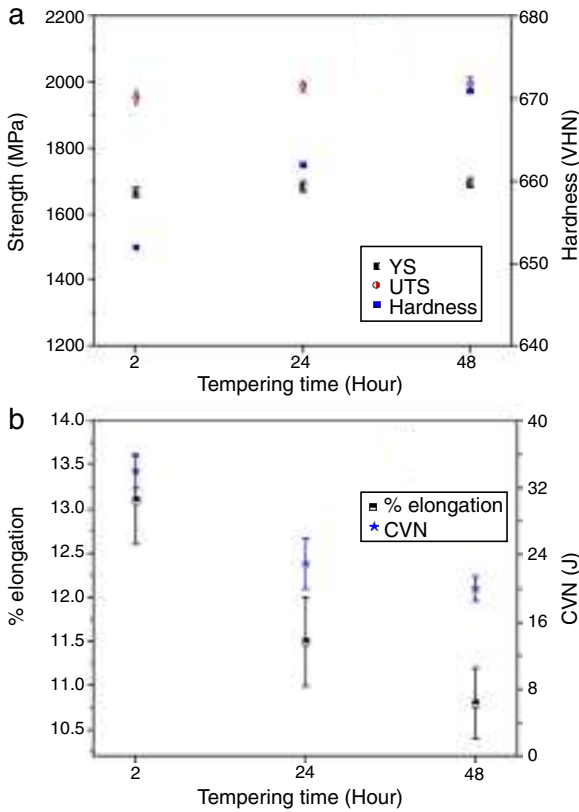 a
2200
2000
1800
1600
1400
1200
Strength (MPa)
680
670
660
650
640
Hardness (VHN)
YS
UTS
Hardness
2
24
48
Tempering time (Hour)
b
14.0
13.5
13.0
12.5
12.0
11.5
11.0
10.5
% elongation
40
32
24
16
8
0
CVN (J)
% elongation
CVN
2
24
48
Tempering time (Hour)